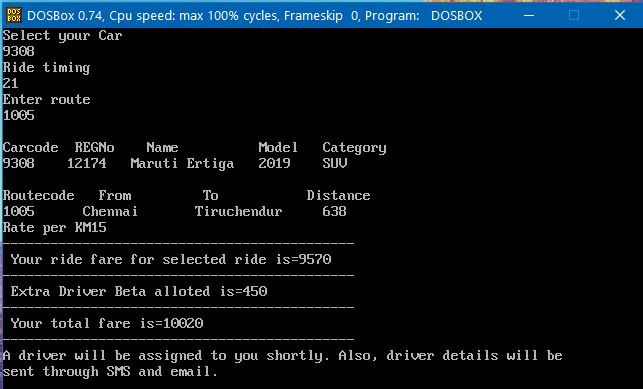 DOSBox 0.74, Cpu speed: max 100% cycles, Frameskip 0, Program: DOSBOX
Select your Car
9308
Ride timing
21
Enter route
1005
Carcode REGNo Name Model Category
9308 12174 Maruti Ertiga 2019 SUV
Routecode From To Distance
1005 Chennai Tiruchendur 638
Rate per KM15
--------------------------------------------
Your ride fare for selected ride is=9570
--------------------------------------------
Extra Driver Beta alloted is=450
--------------------------------------------
Your total fare is=10020
--------------------------------------------
A driver will be assigned to you shortly. Also, driver details will be
sent through SMS and email.